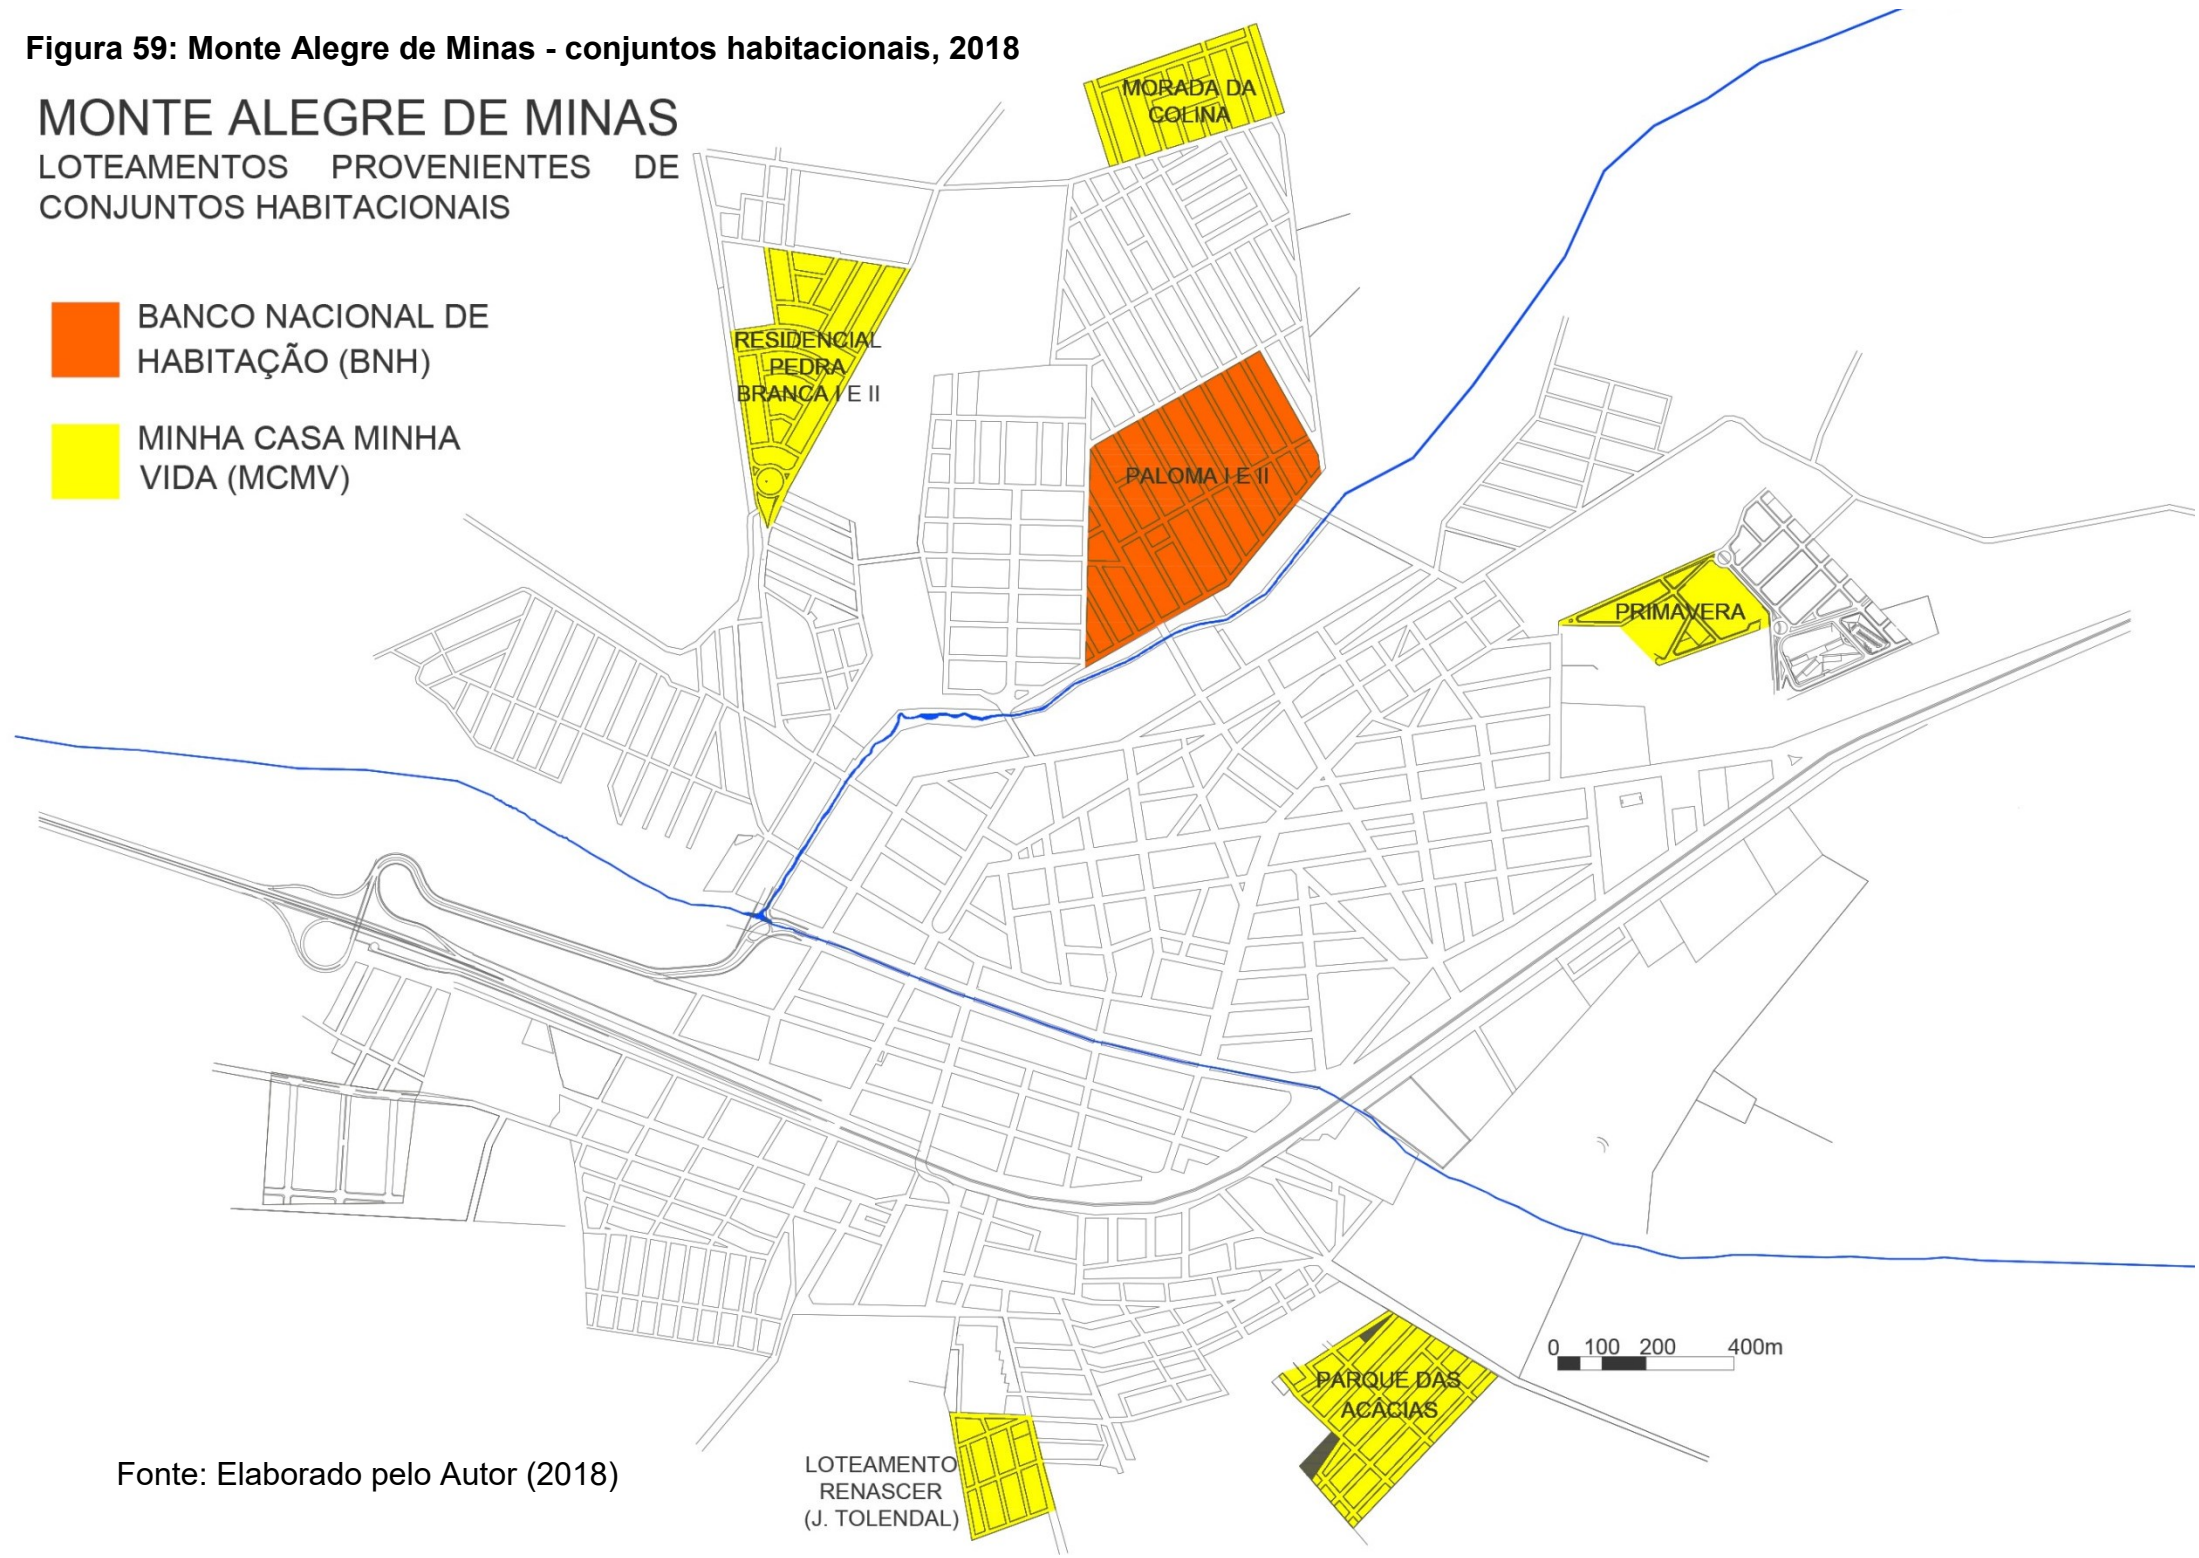 Figura 59: Monte Alegre de Minas - conjuntos habitacionais, 2018
MONTE ALEGRE DE MINAS
LOTEAMENTOS PROVENIENTES DE
CONJUNTOS HABITACIONAIS
BANCO NACIONAL DE
HABITAÇÃO (BNH)
MINHA CASA MINHA
VIDA (MCMV)
MORADA DA
COLINA
RESIDENCIAL
PEDRA
BRANCA I E II
PALOMA I E II
PRIMAVERA
0 100 200 400m
PARQUE DAS
ACÁCIAS
LOTEAMENTO
RENASCER
(J. TOLENDAL)
Fonte: Elaborado pelo Autor (2018)